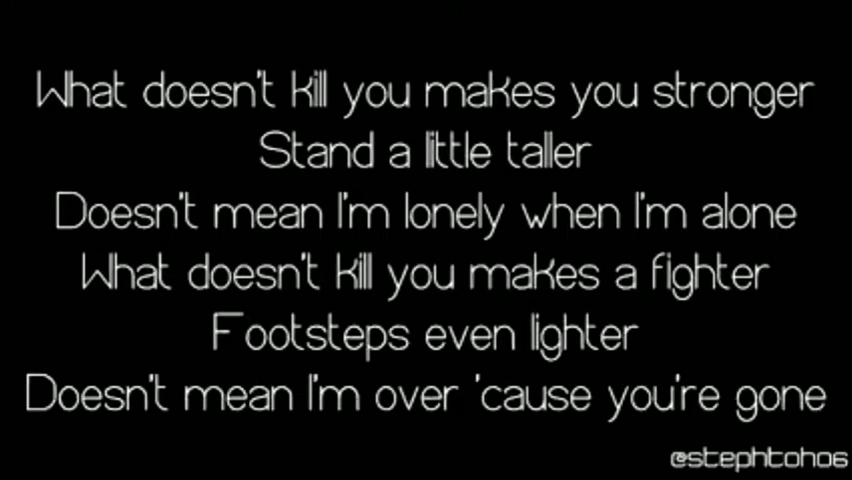 What doesn't kill you makes you stronger
Stand a little taller
Doesn't mean I'm lonely when I'm alone
What doesn't kill you makes a fighter
Footsteps even lighter
Doesn't mean I'm over 'cause you're gone
@stephtoh06